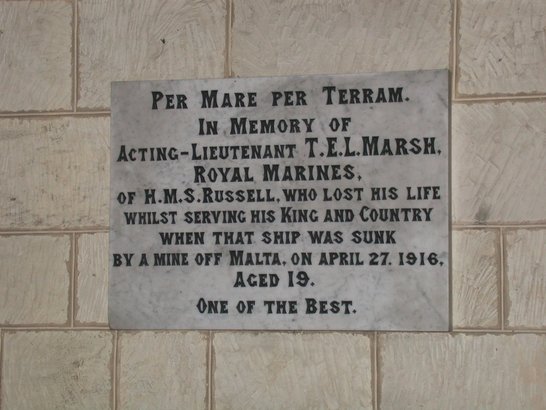 Per Mare per Terram.
In Memory of
Acting-Lieutenant T.E.L.Marsh,
Royal Marines,
of H.M.S.Russell, who lost his life
whilst serving his King and Country
when that ship was sunk
by a mine off Malta, on April 27. 1916,
Aged 19.
One of the Best.